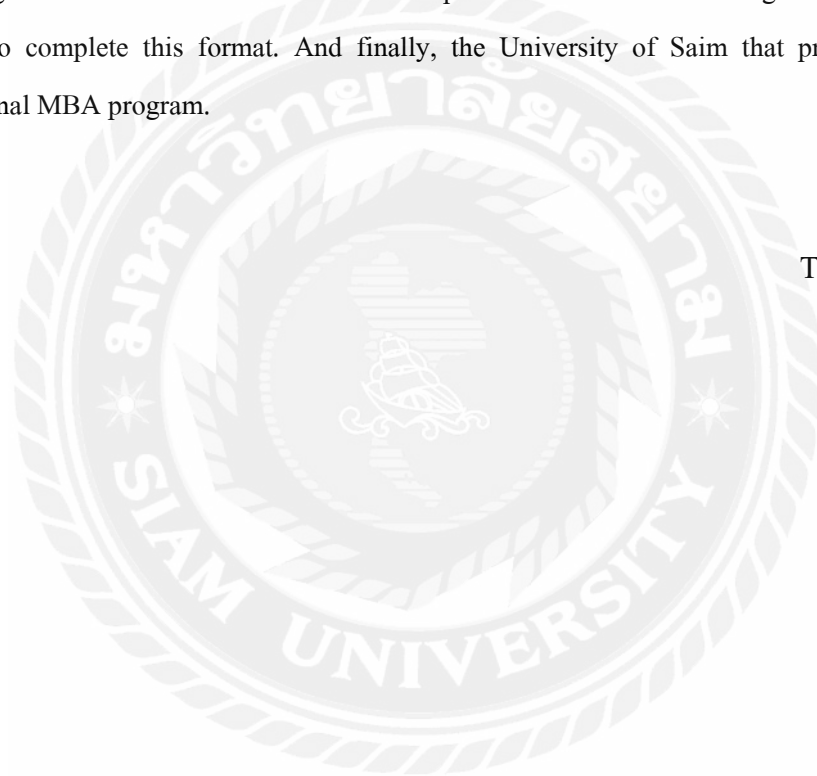 o complete this format. And finally, the University of Saim that pr
nal MBA program.
T
มหาวิทยาลัยสยาม
SIAM UNIVERSITY